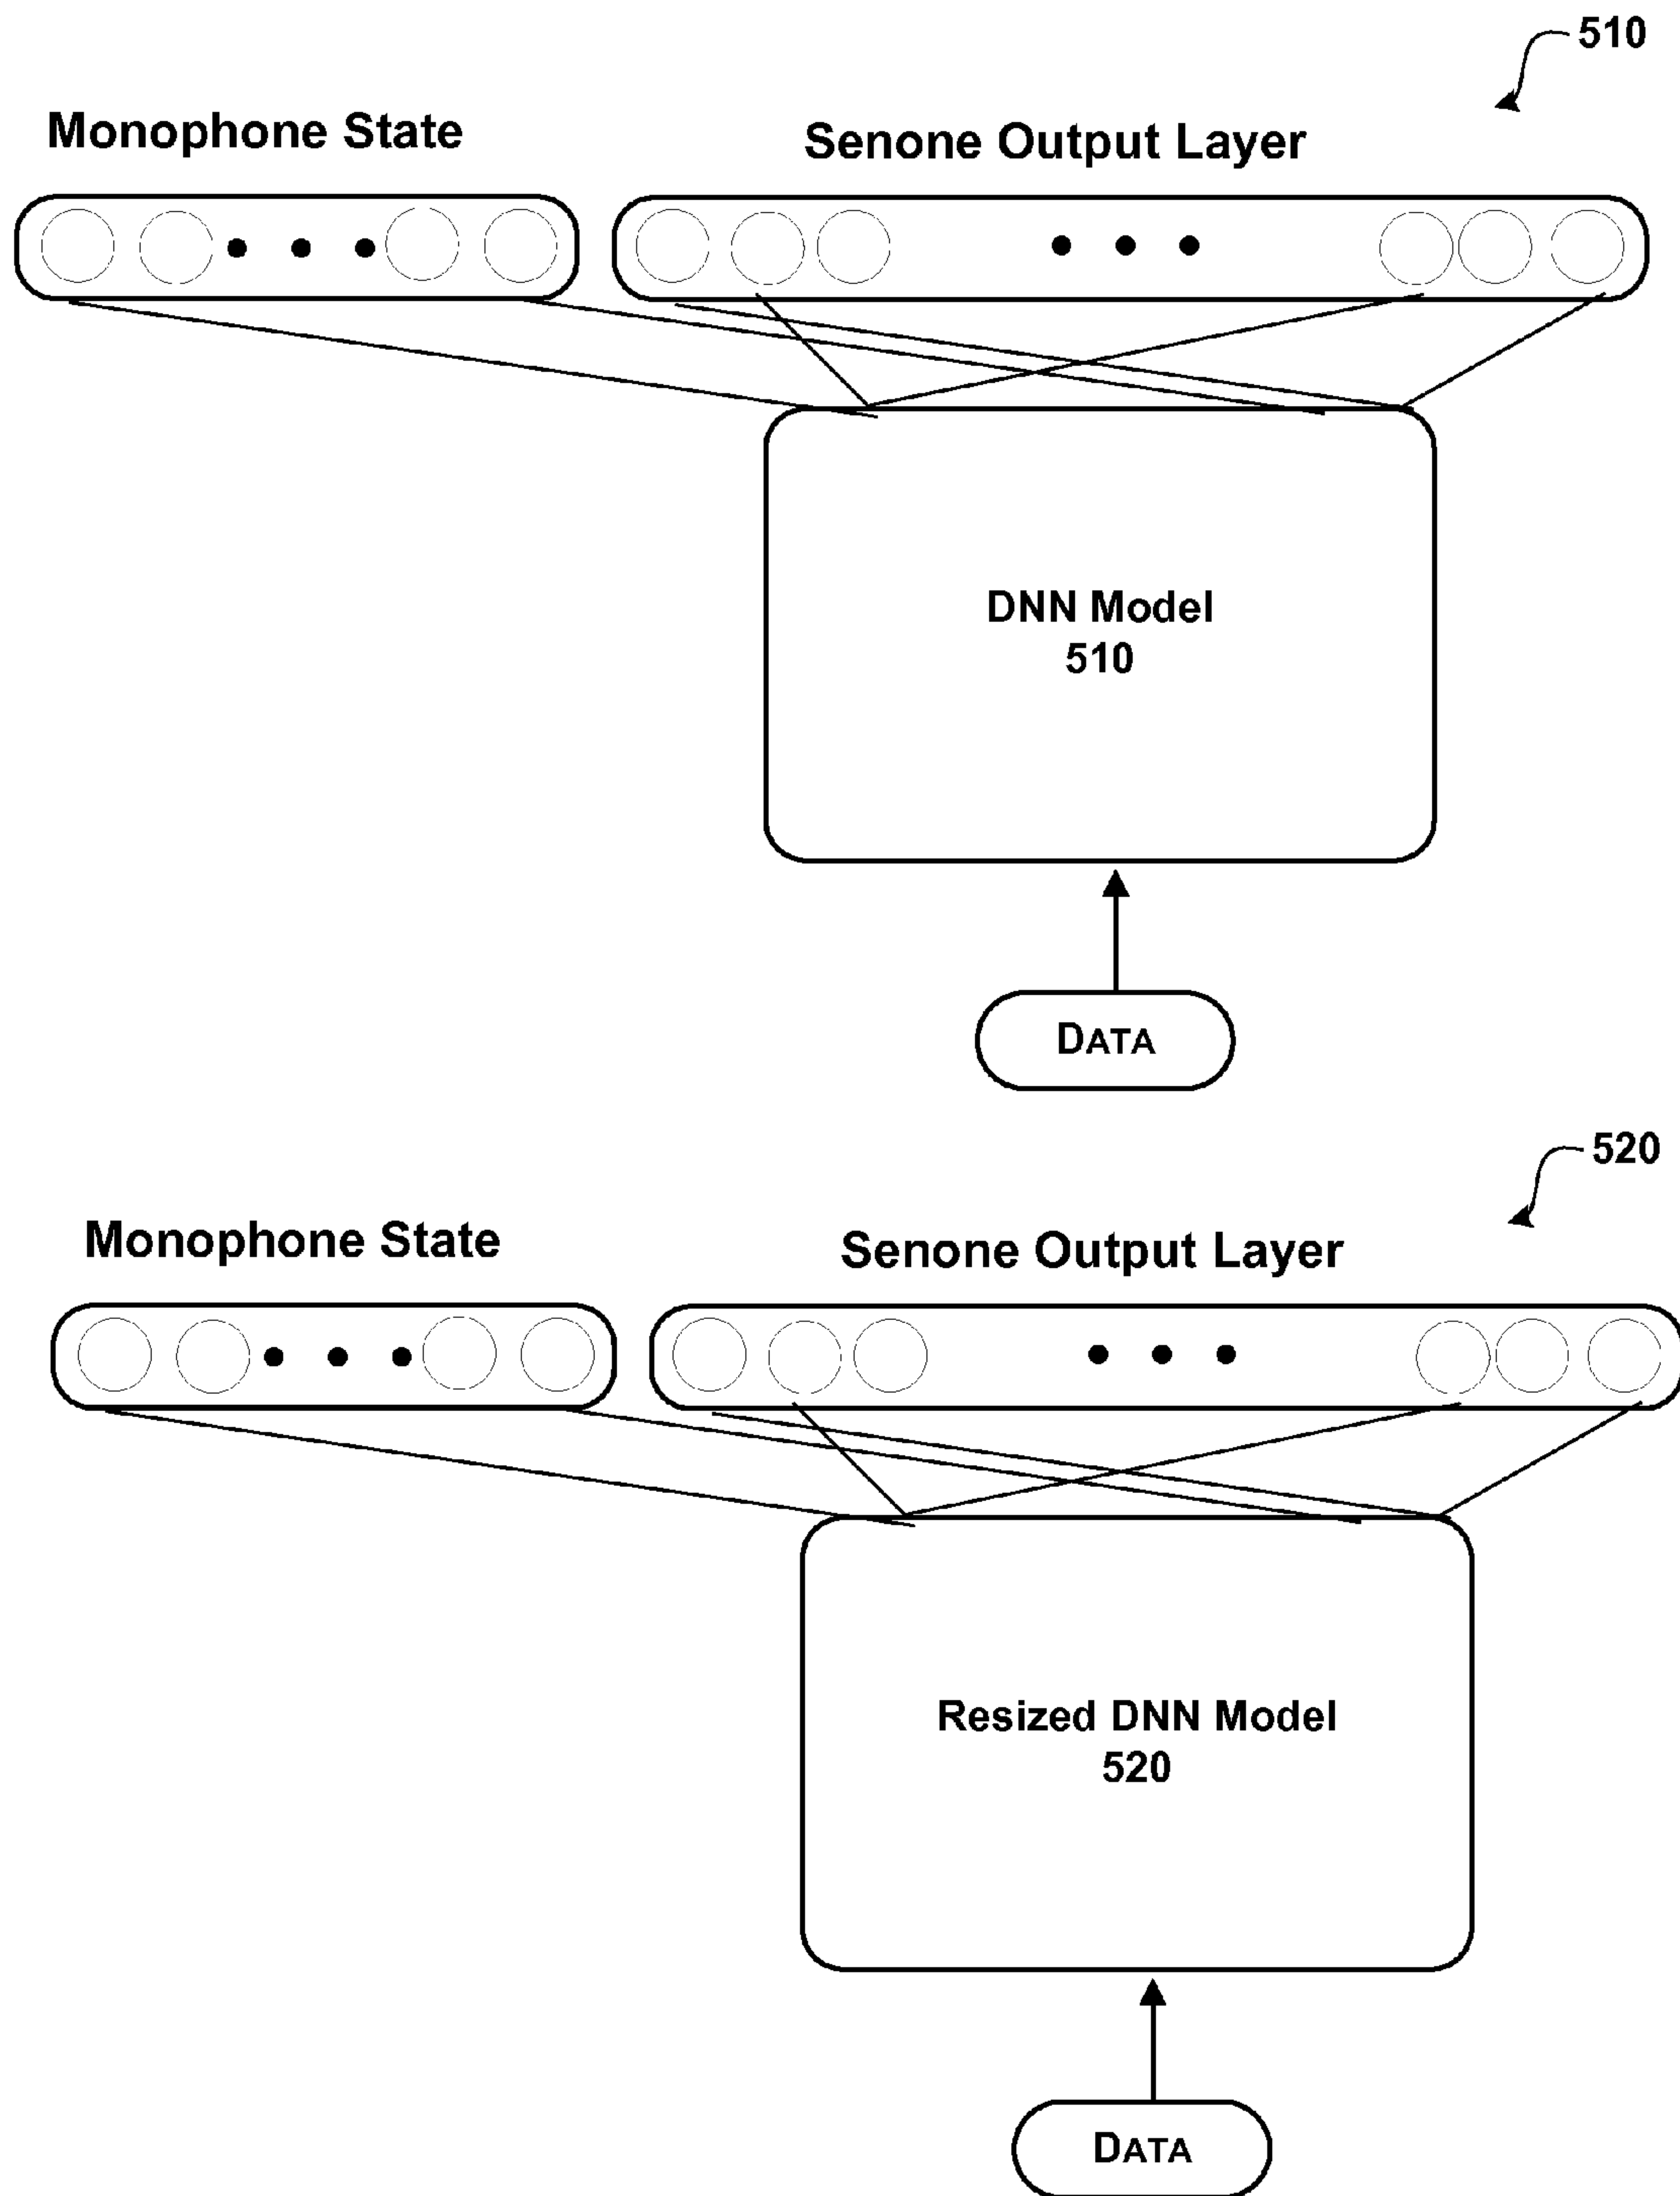 510
Monophone State
Senone Output Layer
DNN Model
510
DATA
520
Monophone State
Senone Output Layer
Resized DNN Model
520
DATA